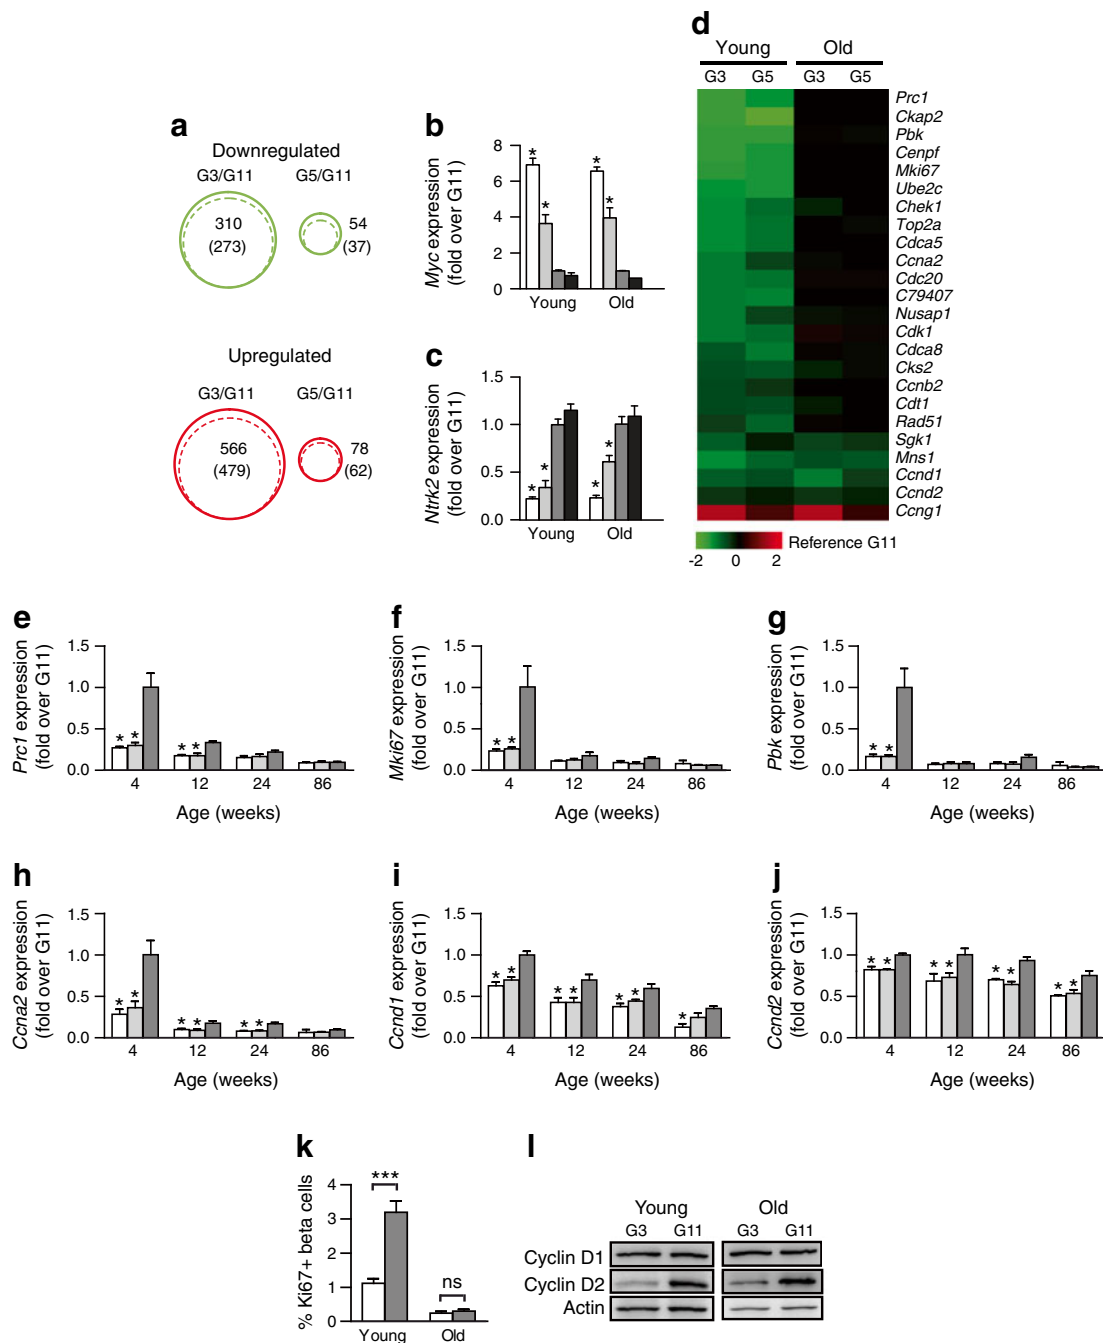 a
Downregulated
G3/G11
G5/G11
310
(273)
54
(37)
Upregulated
G3/G11
G5/G11
566
(479)
78
(62)
b
Myc expression
(fold over G11)
8
6
4
2
0
*
*
*
*
Young
Old
c
Ntrk2 expression
(fold over G11)
1.5
1.0
0.5
0.0
*
*
*
*
Young
Old
d
Young
Old
G3
G5
G3
G5
Prc1
Ckap2
Pbk
Cenpf
Mki67
Ube2c
Chek1
Top2a
Cdca5
Ccna2
Cdc20
C79407
Nusap1
Cdk1
Cdca8
Cks2
Ccnb2
Cdt1
Rad51
Sgk1
Mns1
Ccnd1
Ccnd2
Ccng1
Reference G11
-2
0
2
e
Prc1 expression
(fold over G11)
1.5
1.0
0.5
0.0
* *
* *
4
12
24
86
Age (weeks)
f
Mki67 expression
(fold over G11)
1.5
1.0
0.5
0.0
* *
4
12
24
86
Age (weeks)
g
Pbk expression
(fold over G11)
1.5
1.0
0.5
0.0
* *
4
12
24
86
Age (weeks)
h
Ccna2 expression
(fold over G11)
1.5
1.0
0.5
0.0
* *
* *
* *
4
12
24
86
Age (weeks)
i
Ccnd1 expression
(fold over G11)
1.5
1.0
0.5
0.0
* *
* *
* *
*
4
12
24
86
Age (weeks)
j
Ccnd2 expression
(fold over G11)
1.5
1.0
0.5
0.0
* *
* *
* *
* *
4
12
24
86
Age (weeks)
k
% Ki67+ beta cells
4
3
2
1
0
***
ns
Young
Old
l
Young
Old
G3
G11
G3
G11
Cyclin D1
Cyclin D2
Actin